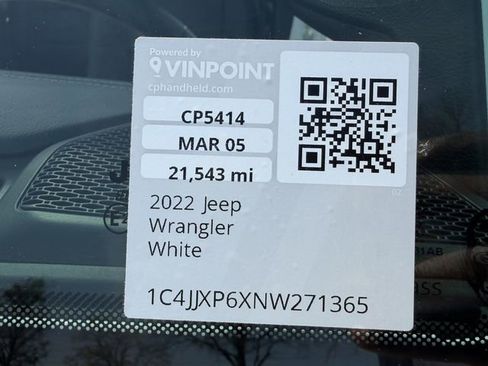 Powered by
VINPOINT
cphandheld.com
CP5414
MAR 05
21,543 mi
2022 Jeep
Wrangler
White
1C4JJXP6XNW271365